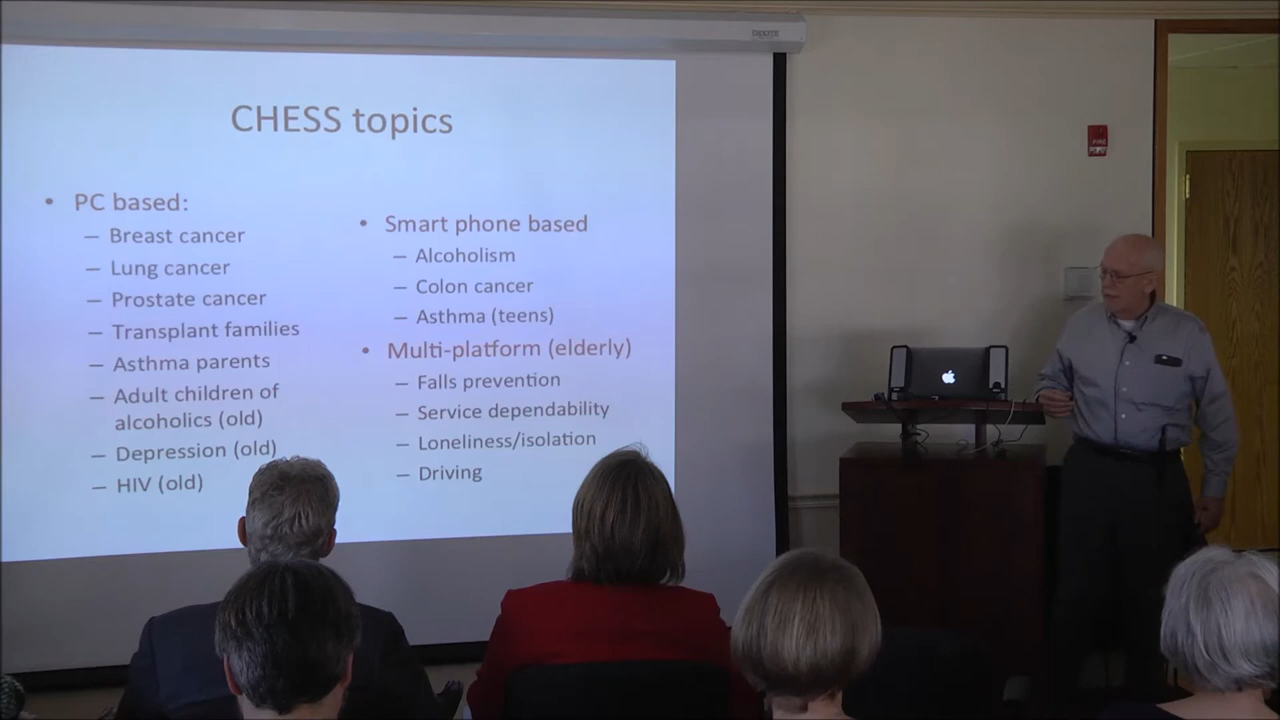 CHESS topics
• PC based:
– Breast cancer
– Lung cancer
– Prostate cancer
– Transplant families
– Asthma parents
– Adult children of
alcoholics (old)
– Depression (old)
– HIV (old)
• Smart phone based
– Alcoholism
– Colon cancer
– Asthma (teens)
• Multi-platform (elderly)
– Falls prevention
– Service dependability
– Loneliness/isolation
– Driving
FIRE